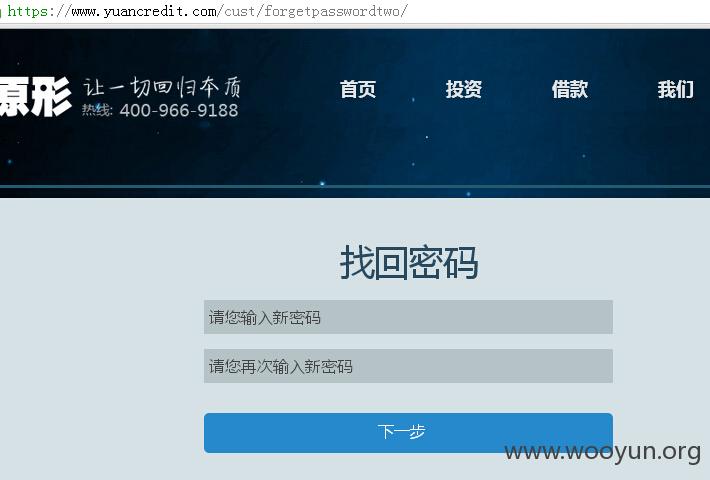 https://www.yuancredit.com/cust/forgetpasswordtwo/
原形 让一切回归本质
热线: 400-966-9188
首页 投资 借款 我们
找回密码
请您输入新密码
请您再次输入新密码
下一步
www.wooyun.org